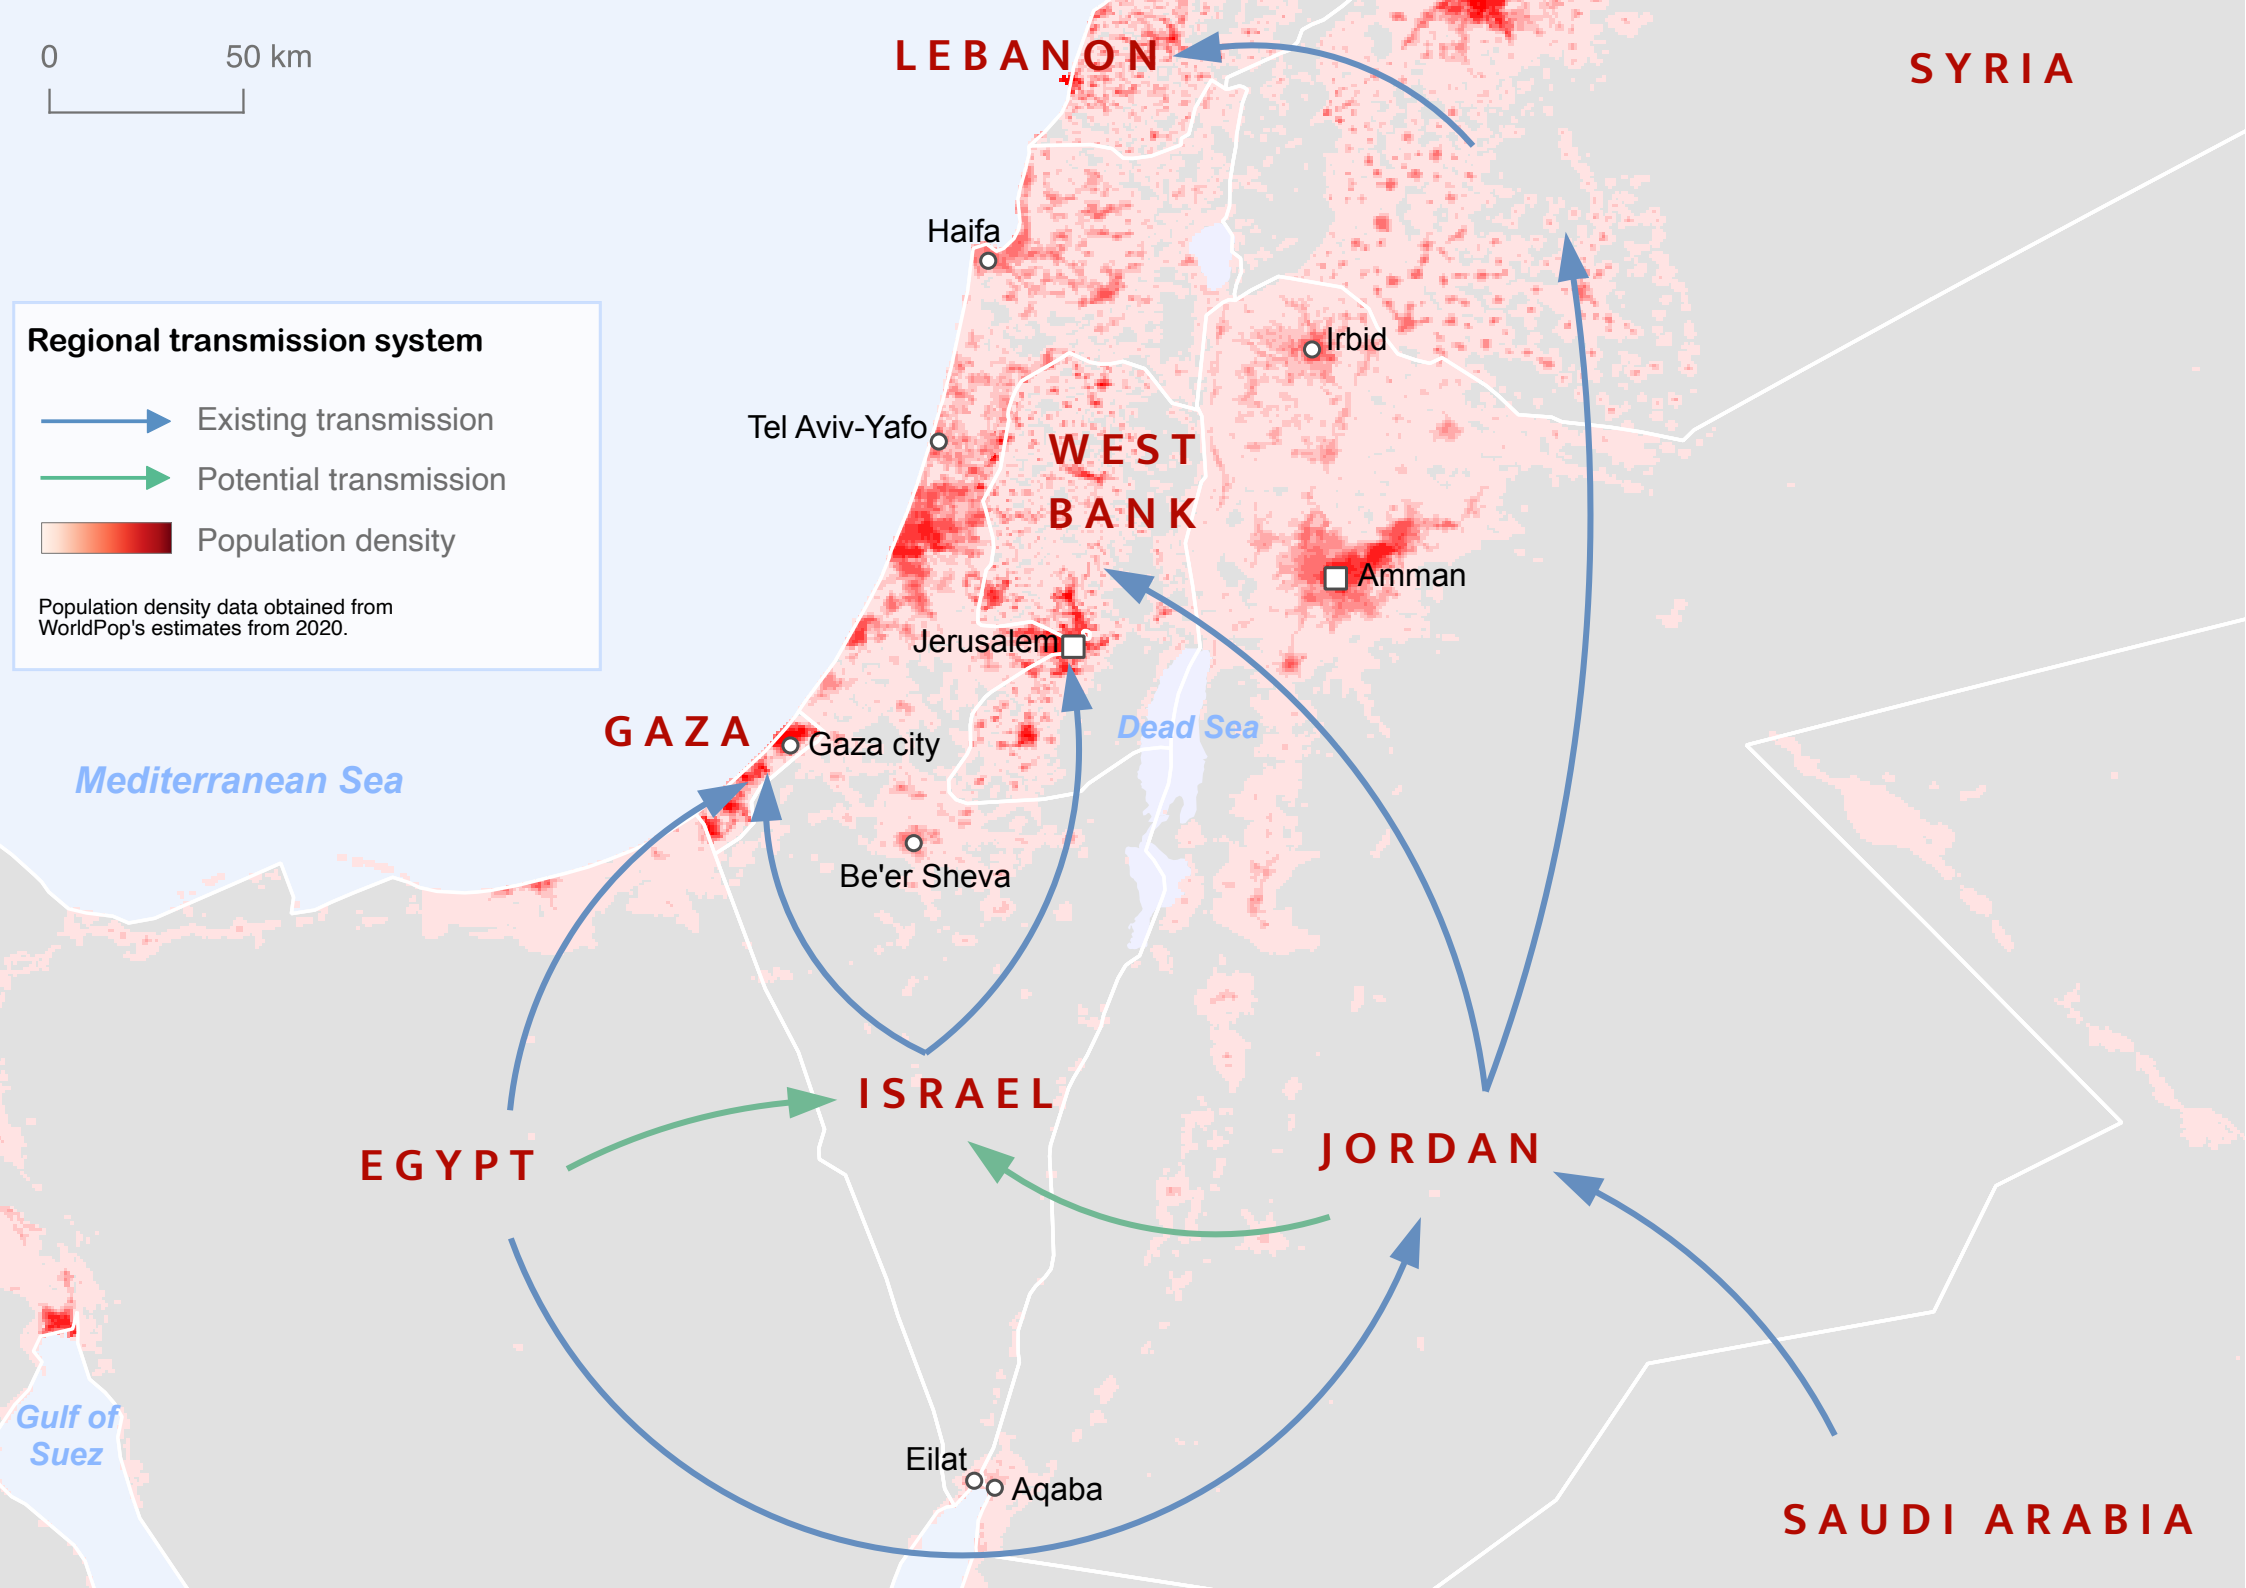 0 50 km
LEBANON
SYRIA
Haifa
Regional transmission system
Existing transmission
Potential transmission
Population density
Population density data obtained from
WorldPop's estimates from 2020.
Irbid
Tel Aviv-Yafo
WEST
BANK
Amman
Jerusalem
GAZA
Gaza city
Dead Sea
Mediterranean Sea
Be'er Sheva
ISRAEL
EGYPT
JORDAN
Gulf of
Suez
Eilat
Aqaba
SAUDI ARABIA